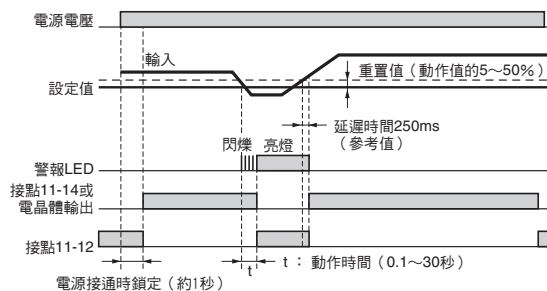 電源電壓
輸入
重置值（動作值的5～50%）
設定值
延遲時間250ms
（參考值）
閃爍 亮燈
警報LED
接點11-14或
電晶體輸出
接點11-12
t
t ： 動作時間（0.1～30秒）
電源接通時鎖定（約1秒）